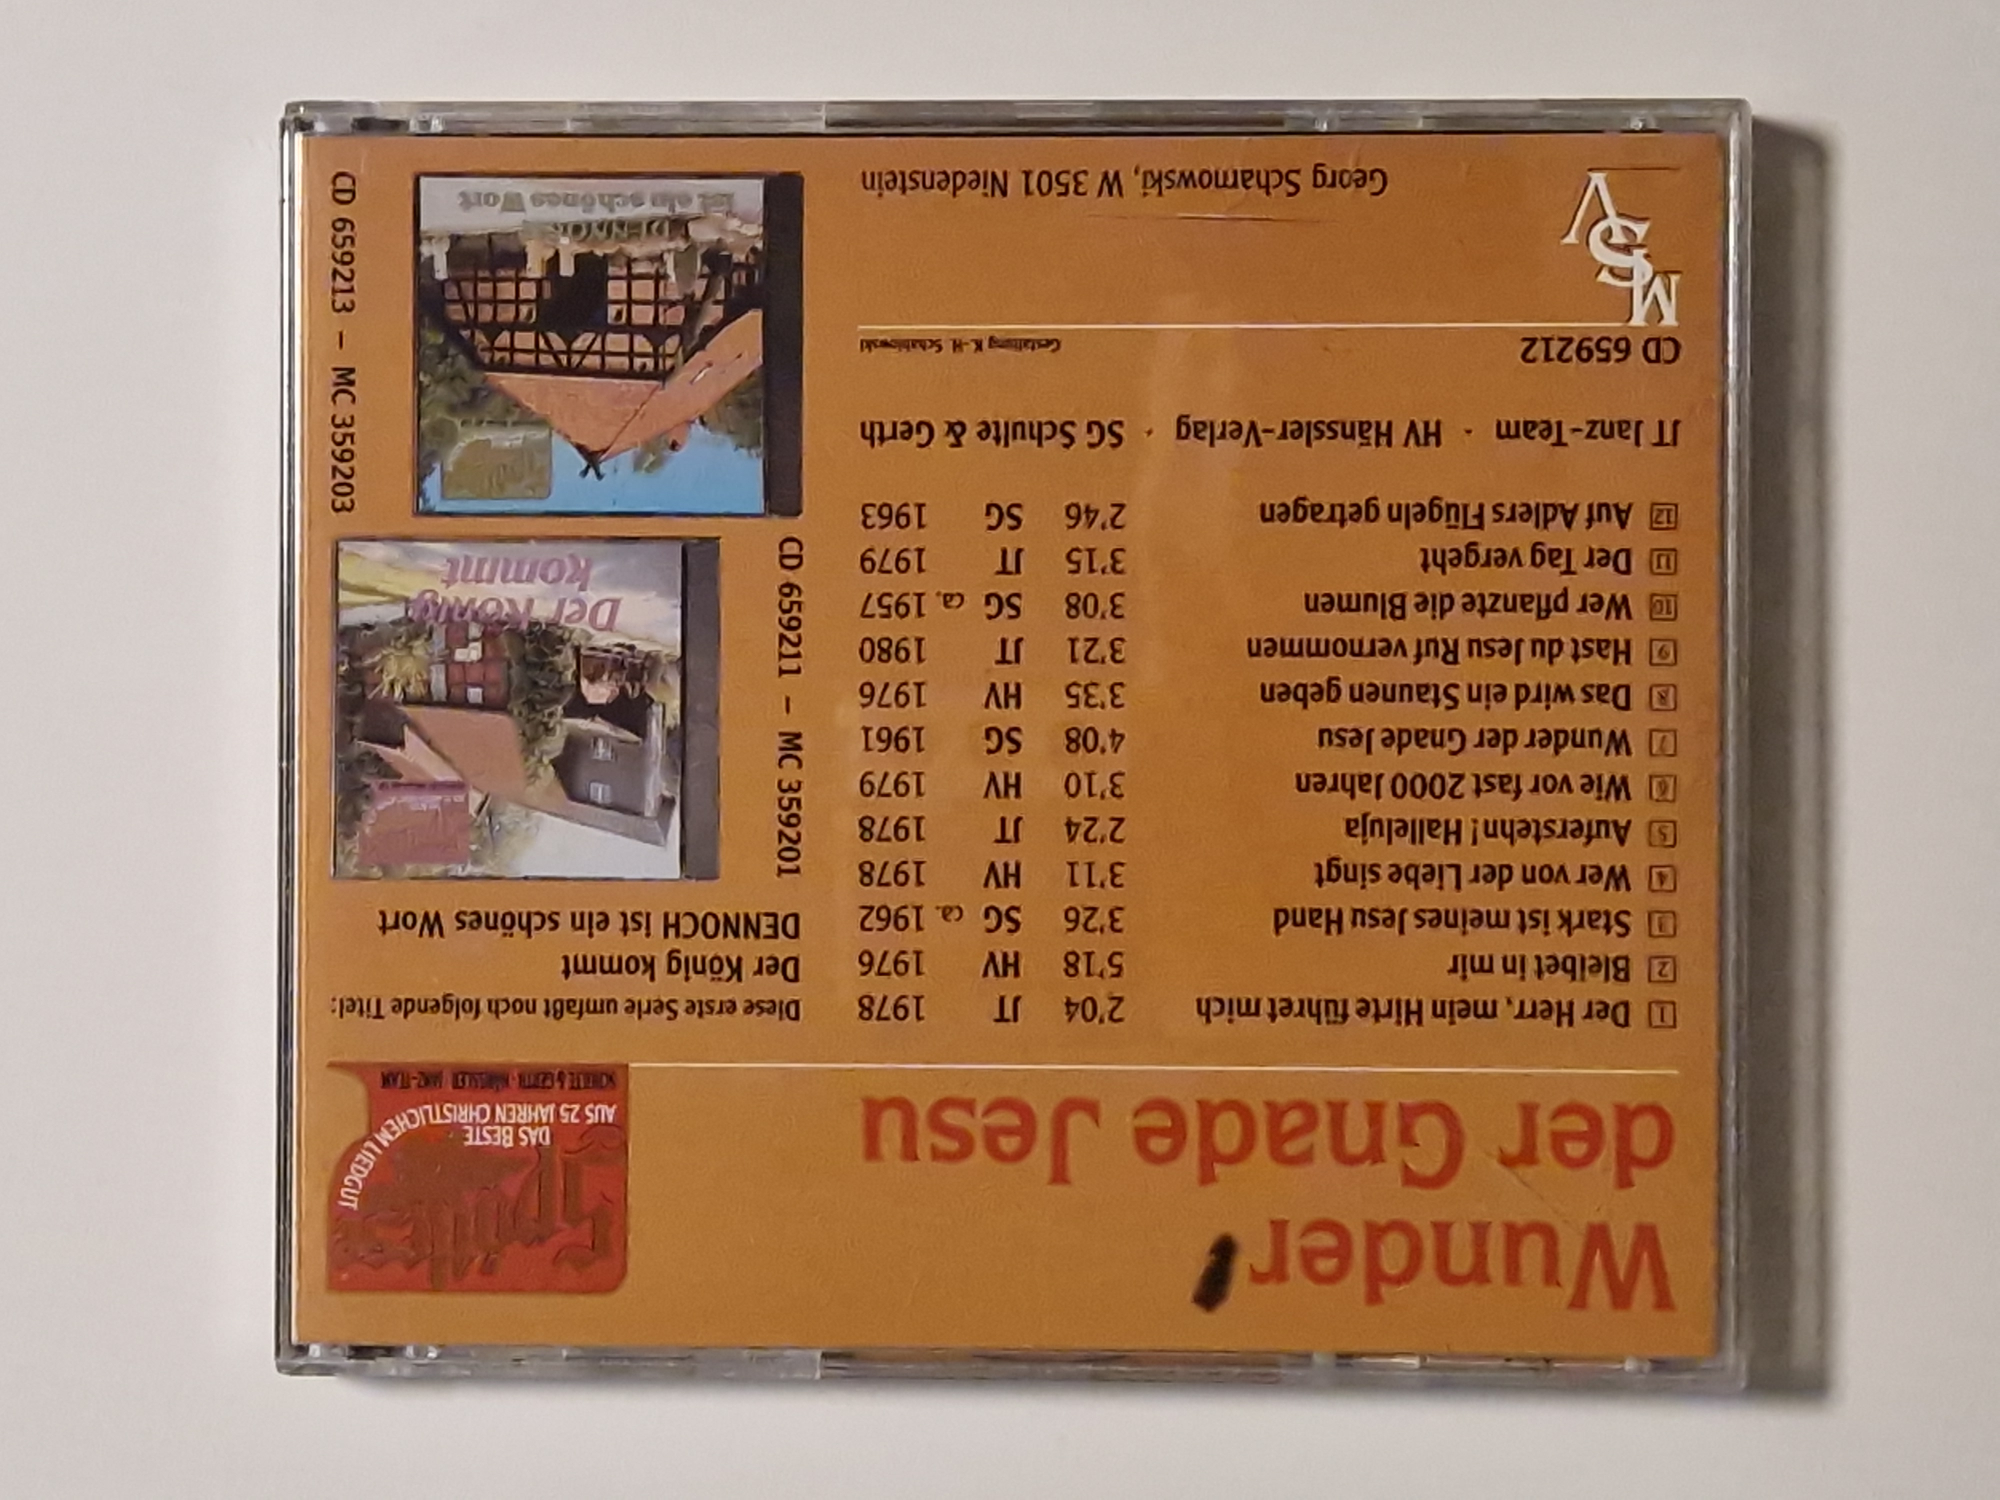 Wunder
der Gnade Jesu
DAS BESTE
AUS 25 JAHREN CHRISTLICHEM LIEDGUT
SCHULTE & GERTH · HÄNSSLER · JANZ-TEAM
1 Der Herr, mein Hirte führet mich 2'04 JT 1978
2 Bleibet in mir 5'18 HV 1976
3 Stark ist meines Jesu Hand 3'26 SG ca. 1962
4 Wer von der Liebe singt 3'11 HV 1978
5 Auferstehn! Halleluja 2'24 JT 1978
6 Wie vor fast 2000 Jahren 3'10 HV 1979
7 Wunder der Gnade Jesu 4'08 SG 1961
8 Das wird ein Staunen geben 3'35 HV 1976
9 Hast du Jesu Ruf vernommen 3'21 JT 1980
10 Wer pflanzte die Blumen 3'08 SG ca. 1957
11 Der Tag vergeht 3'15 JT 1979
12 Auf Adlers Flügeln getragen 2'46 SG 1963
JT Janz-Team · HV Hänssler-Verlag · SG Schulte & Gerth
CD 659212
Gestaltung K.-H. Schablowski
MSV
Georg Scharnowski, W 3501 Niedenstein
Diese erste Serie umfaßt noch folgende Titel:
Der König kommt
DENNOCH ist ein schönes Wort
CD 659211 – MC 359201
Der König
kommt
CD 659213 – MC 359203
DENNOCH
ist ein schönes Wort